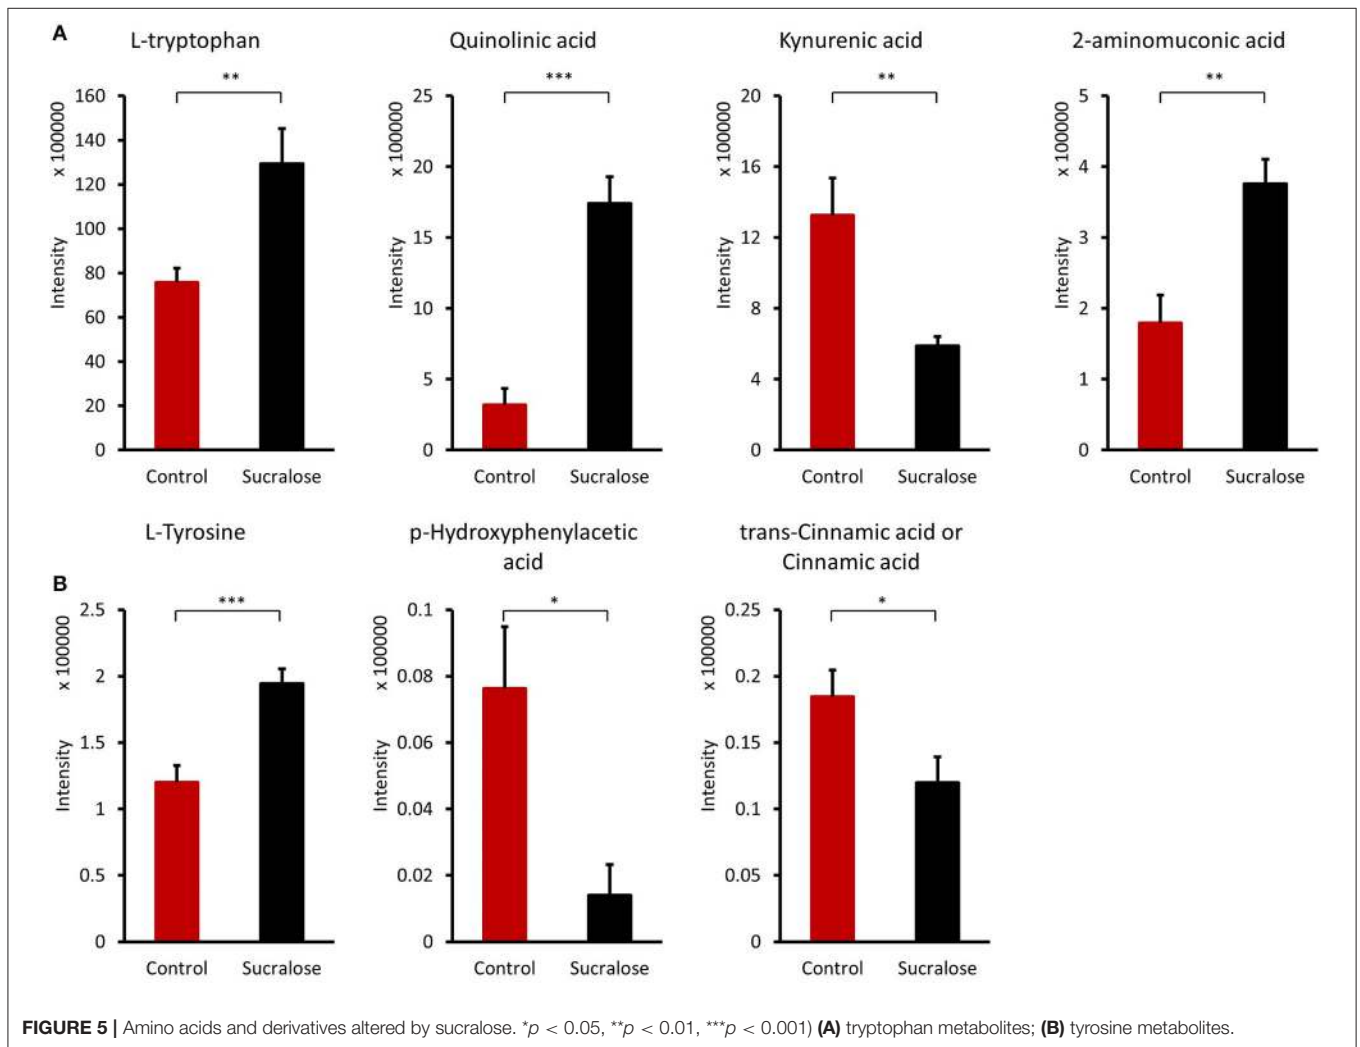 A
L-tryptophan
Quinolinic acid
Kynurenic acid
2-aminomuconic acid
**
***
**
**
Intensity x 100000
160
140
120
100
80
60
40
20
0
Control Sucralose
Intensity x 100000
25
20
15
10
5
0
Control Sucralose
Intensity x 100000
20
16
12
8
4
0
Control Sucralose
Intensity x 100000
5
4
3
2
1
0
Control Sucralose
B
L-Tyrosine
p-Hydroxyphenylacetic
acid
trans-Cinnamic acid or
Cinnamic acid
***
*
*
Intensity x 100000
2.5
2
1.5
1
0.5
0
Control Sucralose
Intensity x 100000
0.1
0.08
0.06
0.04
0.02
0
Control Sucralose
Intensity x 100000
0.25
0.2
0.15
0.1
0.05
0
Control Sucralose
FIGURE 5 | Amino acids and derivatives altered by sucralose. *p < 0.05, **p < 0.01, ***p < 0.001) (A) tryptophan metabolites; (B) tyrosine metabolites.